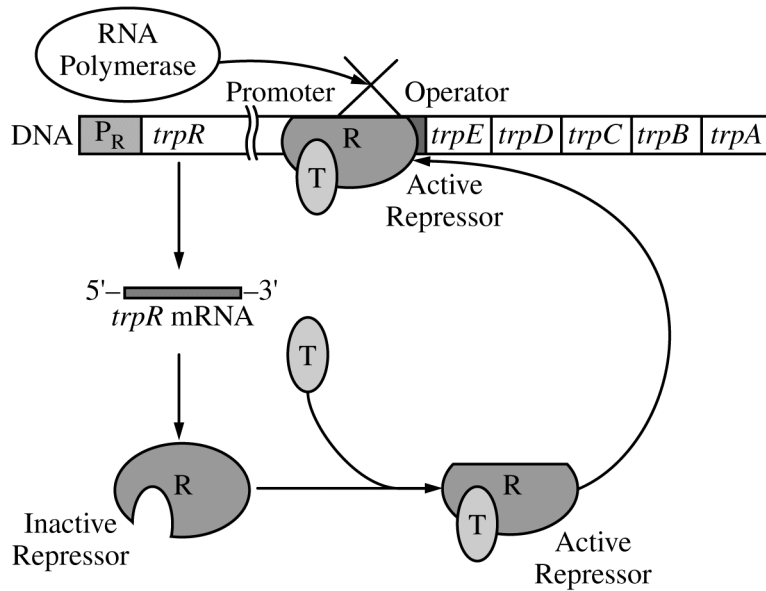 RNA
Polymerase
Promoter
Operator
DNA P_R trpR R trpE trpD trpC trpB trpA
T
Active
Repressor
5'– –3'
trpR mRNA
T
R
R
T
Inactive
Repressor
Active
Repressor